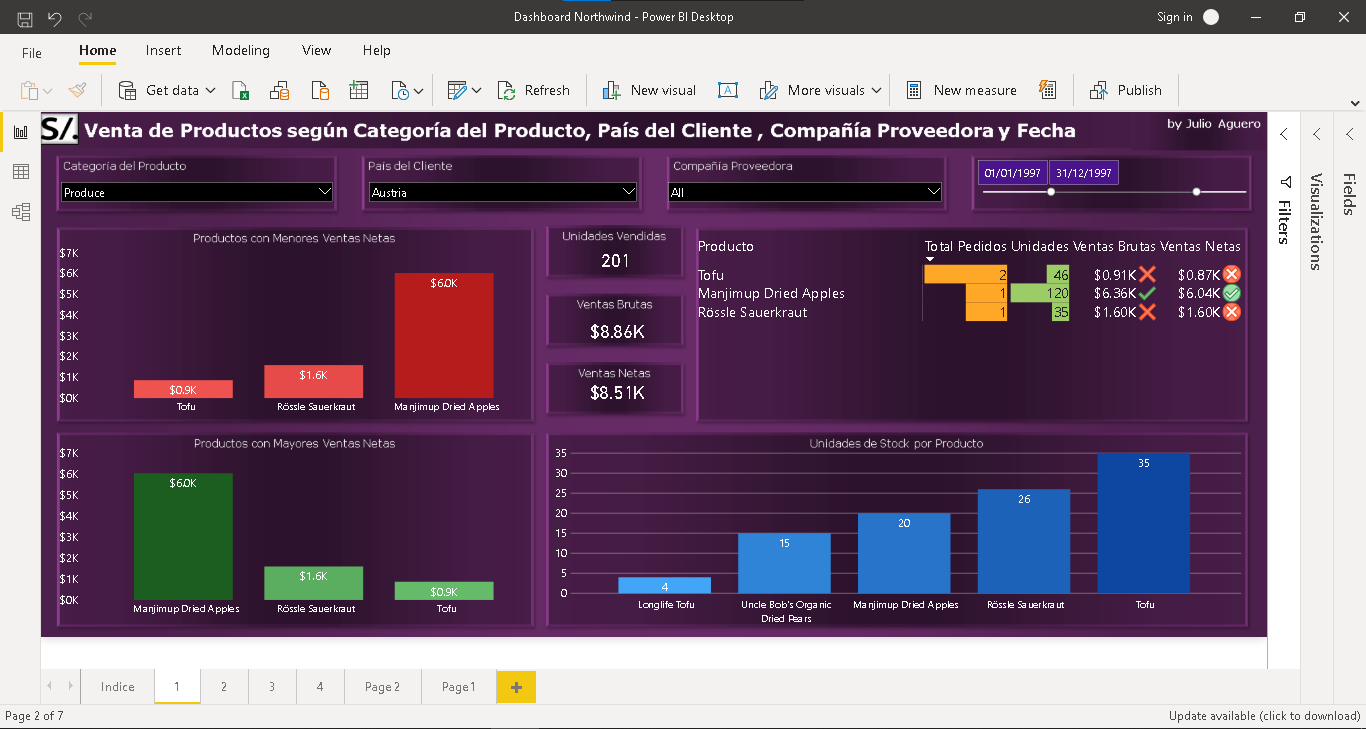 Dashboard Northwind - Power BI Desktop
Sign in
File
Home
Insert
Modeling
View
Help
Get data
Refresh
New visual
A
More visuals
New measure
Publish
S/.
Venta de Productos según Categoría del Producto, País del Cliente , Compañía Proveedora y Fecha
by Julio Aguero
Categoría del Producto
Produce
País del Cliente
Austria
Compañía Proveedora
All
01/01/1997
31/12/1997
Filters
Visualizations
Fields
Productos con Menores Ventas Netas
$7K
$6K
$5K
$4K
$3K
$2K
$1K
$0K
$0.9K
$1.6K
$6.0K
Tofu
Rössle Sauerkraut
Manjimup Dried Apples
Unidades Vendidas
201
Ventas Brutas
$8.86K
Ventas Netas
$8.51K
Producto Total Pedidos Unidades Ventas Brutas Ventas Netas
Tofu 2 46 $0.91K $0.87K
Manjimup Dried Apples 1 120 $6.36K $6.04K
Rössle Sauerkraut 1 35 $1.60K $1.60K
Productos con Mayores Ventas Netas
$7K
$6K
$5K
$4K
$3K
$2K
$1K
$0K
$6.0K
$1.6K
$0.9K
Manjimup Dried Apples
Rössle Sauerkraut
Tofu
Unidades de Stock por Producto
35
30
25
20
15
10
5
0
4
15
20
26
35
Longlife Tofu
Uncle Bob's Organic
Dried Pears
Manjimup Dried Apples
Rössle Sauerkraut
Tofu
Indice
1
2
3
4
Page 2
Page 1
Page 2 of 7
Update available (click to download)